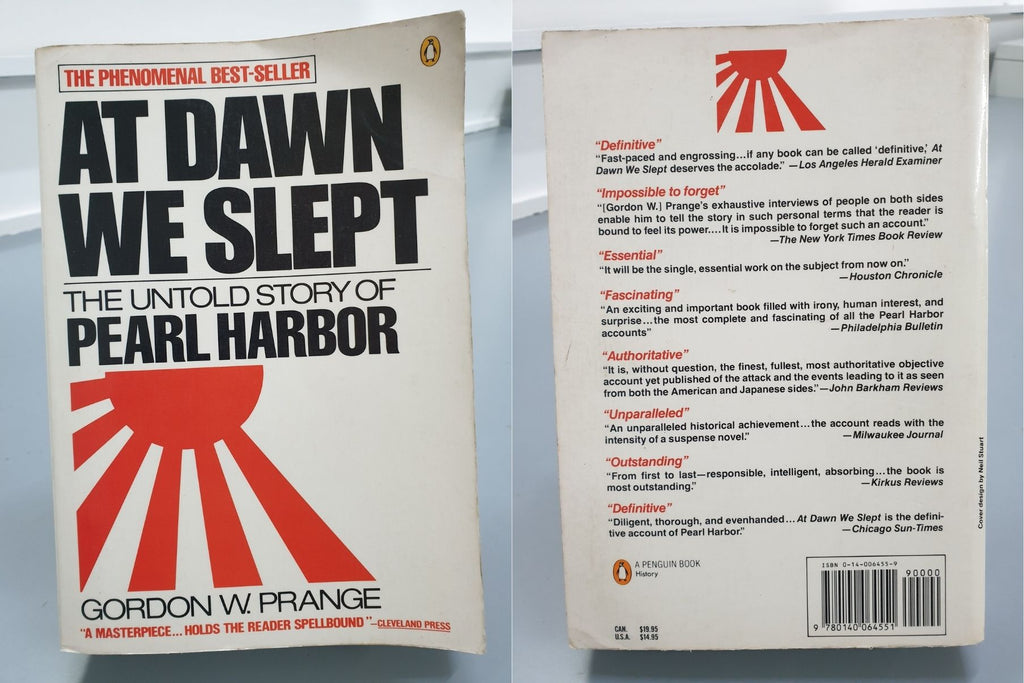 THE PHENOMENAL BEST-SELLER
AT DAWN
WE SLEPT
THE UNTOLD STORY OF
PEARL HARBOR
GORDON W. PRANGE
"A MASTERPIECE... HOLDS THE READER SPELLBOUND"—CLEVELAND PRESS
"Definitive"
"Fast-paced and engrossing...if any book can be called 'definitive,' At
Dawn We Slept deserves the accolade." —Los Angeles Herald Examiner
"Impossible to forget"
"[Gordon W.] Prange's exhaustive interviews of people on both sides
enable him to tell the story in such personal terms that the reader is
bound to feel its power....It is impossible to forget such an account."
—The New York Times Book Review
"Essential"
"It will be the single, essential work on the subject from now on."
—Houston Chronicle
"Fascinating"
"An exciting and important book filled with irony, human interest, and
surprise...the most complete and fascinating of all the Pearl Harbor
accounts" —Philadelphia Bulletin
"Authoritative"
"It is, without question, the finest, fullest, most authoritative objective
account yet published of the attack and the events leading to it as seen
from both the American and Japanese sides."—John Barkham Reviews
"Unparalleled"
"An unparalleled historical achievement...the account reads with the
intensity of a suspense novel." —Milwaukee Journal
"Outstanding"
"From first to last—responsible, intelligent, absorbing...the book is
most outstanding." —Kirkus Reviews
"Definitive"
"Diligent, thorough, and evenhanded...At Dawn We Slept is the defini-
tive account of Pearl Harbor." —Chicago Sun-Times
Cover design by Neil Stuart
A PENGUIN BOOK
History
CAN. $19.95
U.S.A. $14.95
ISBN 0-14-006455-9
90000
9 780140 064551